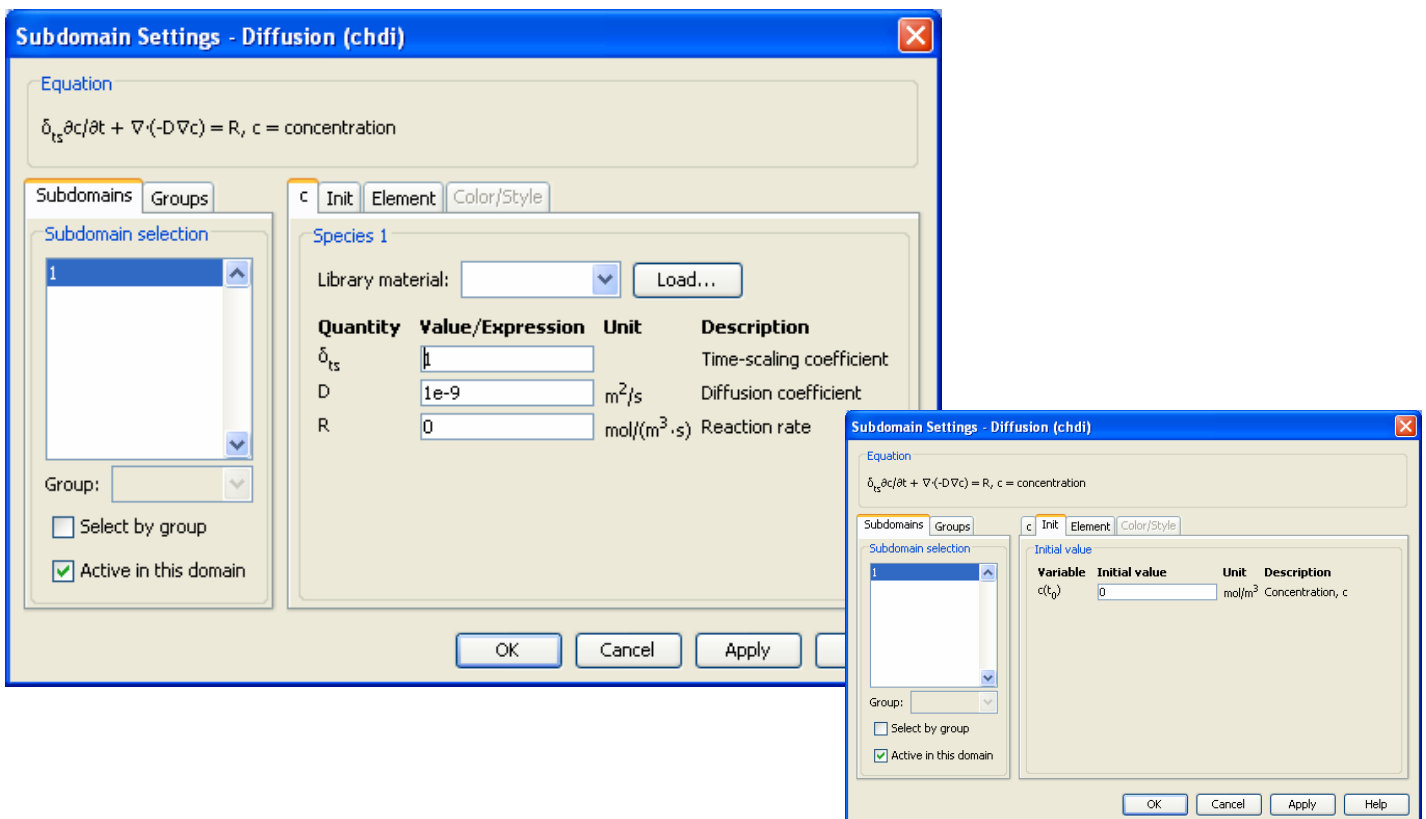 Subdomain Settings - Diffusion (chdi)
Equation
δts∂c/∂t + ∇·(-D∇c) = R, c = concentration
Subdomains Groups
c Init Element Color/Style
Subdomain selection
1
Species 1
Library material: Load...
Quantity Value/Expression Unit Description
δts 1 Time-scaling coefficient
D 1e-9 m²/s Diffusion coefficient
R 0 mol/(m³·s) Reaction rate
Group:
Select by group
Active in this domain
OK Cancel Apply
Subdomain Settings - Diffusion (chdi)
Equation
δts∂c/∂t + ∇·(-D∇c) = R, c = concentration
Subdomains Groups
c Init Element Color/Style
Subdomain selection
1
Initial value
Variable Initial value Unit Description
c(t0) 0 mol/m³ Concentration, c
Group:
Select by group
Active in this domain
OK Cancel Apply Help